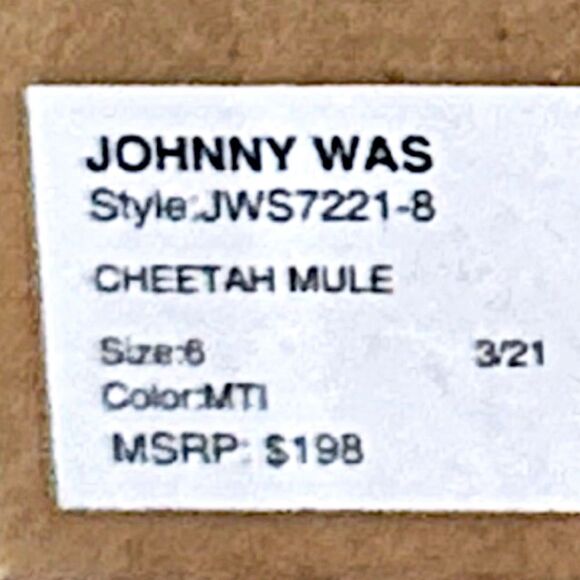 JOHNNY WAS
Style:JWS7221-8
CHEETAH MULE
Size:6 3/21
Color:MTI
MSRP: $198